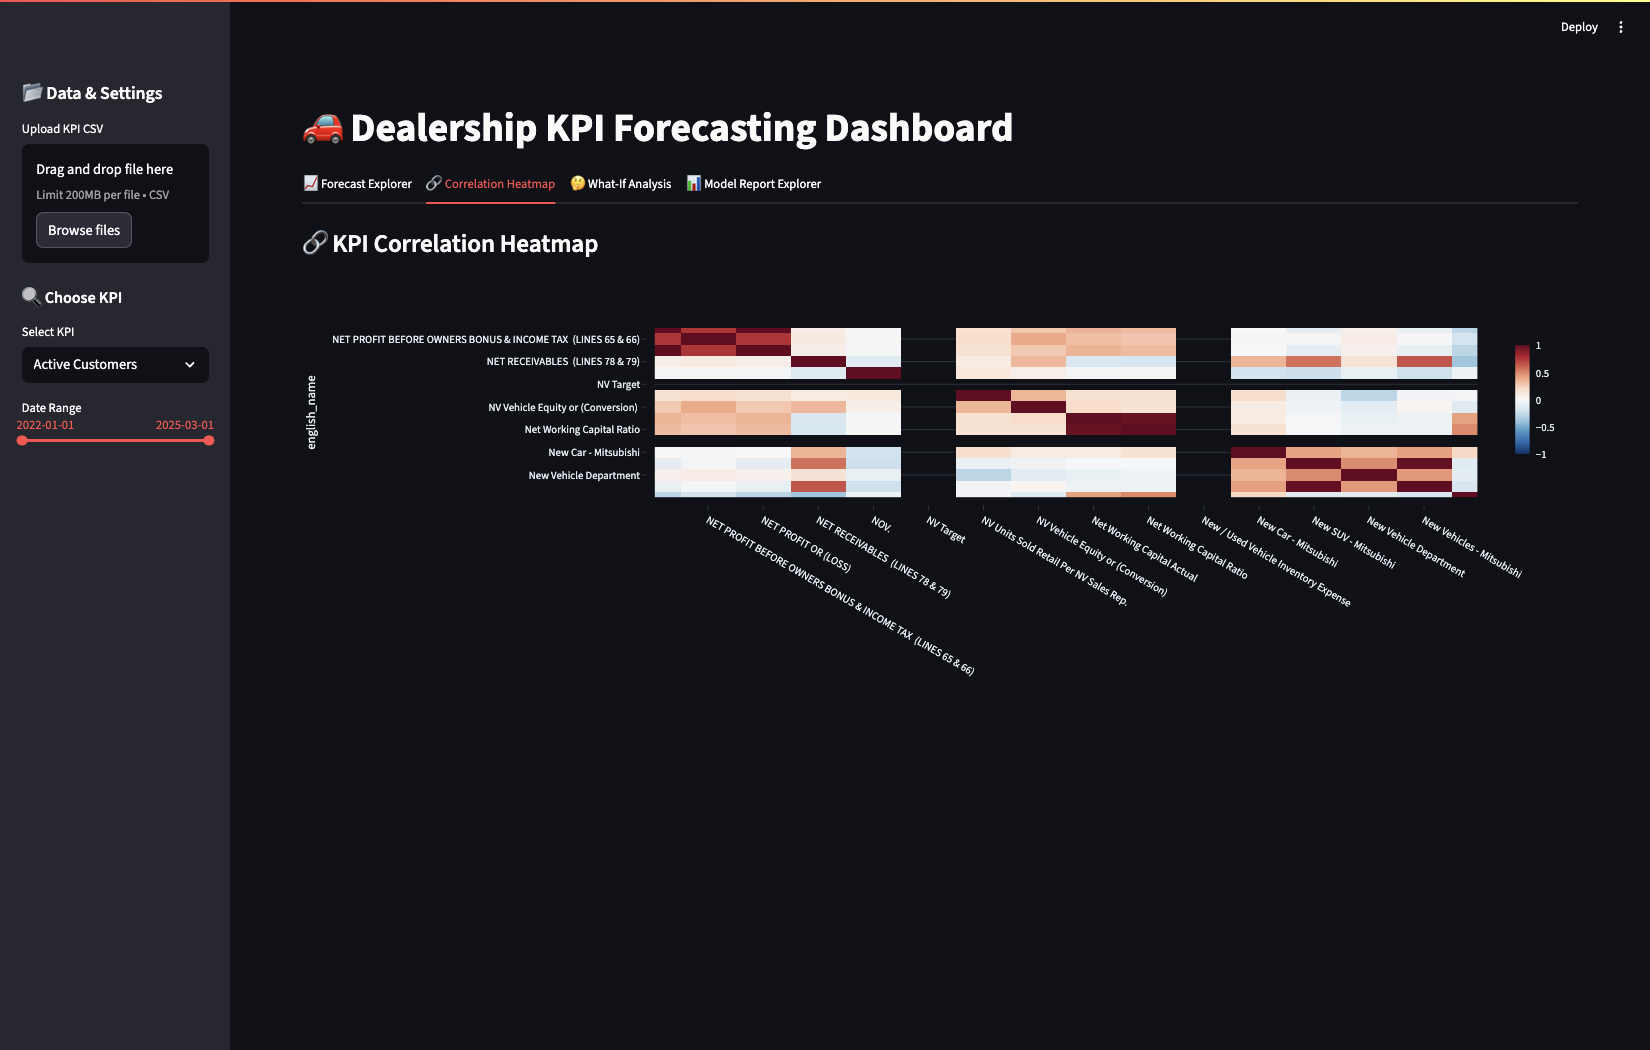 Deploy
Data & Settings
Upload KPI CSV
Drag and drop file here
Limit 200MB per file • CSV
Browse files
Choose KPI
Select KPI
Active Customers
Date Range
2022-01-01 2025-03-01
Dealership KPI Forecasting Dashboard
Forecast Explorer Correlation Heatmap What-If Analysis Model Report Explorer
KPI Correlation Heatmap
english_name
NET PROFIT BEFORE OWNERS BONUS & INCOME TAX (LINES 65 & 66)
NET RECEIVABLES (LINES 78 & 79)
NV Target
NV Vehicle Equity or (Conversion)
Net Working Capital Ratio
New Car - Mitsubishi
New Vehicle Department
NET PROFIT BEFORE OWNERS BONUS & INCOME TAX (LINES 65 & 66)
NET PROFIT OR (LOSS)
NET RECEIVABLES (LINES 78 & 79)
NOV.
NV Target
NV Units Sold Retail Per NV Sales Rep.
NV Vehicle Equity or (Conversion)
Net Working Capital Actual
Net Working Capital Ratio
New / Used Vehicle Inventory Expense
New Car - Mitsubishi
New SUV - Mitsubishi
New Vehicle Department
New Vehicles - Mitsubishi
1
0.5
0
−0.5
−1